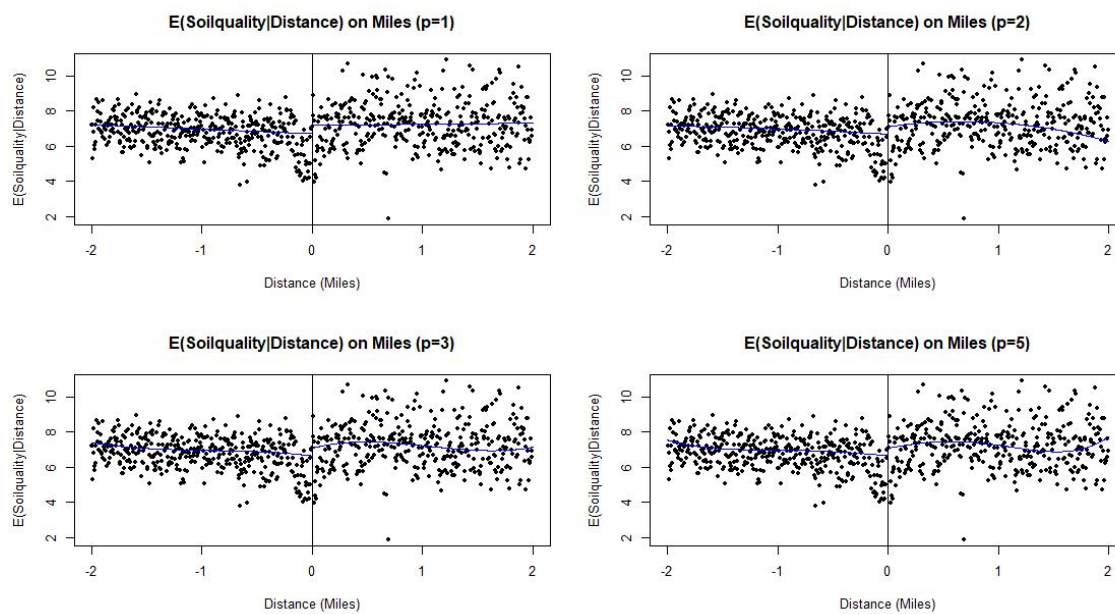 E(Soilquality|Distance) on Miles (p=1)
E(Soilquality|Distance)
10
8
6
4
2
-2 -1 0 1 2
Distance (Miles)
E(Soilquality|Distance) on Miles (p=2)
E(Soilquality|Distance)
10
8
6
4
2
-2 -1 0 1 2
Distance (Miles)
E(Soilquality|Distance) on Miles (p=3)
E(Soilquality|Distance)
10
8
6
4
2
-2 -1 0 1 2
Distance (Miles)
E(Soilquality|Distance) on Miles (p=5)
E(Soilquality|Distance)
10
8
6
4
2
-2 -1 0 1 2
Distance (Miles)